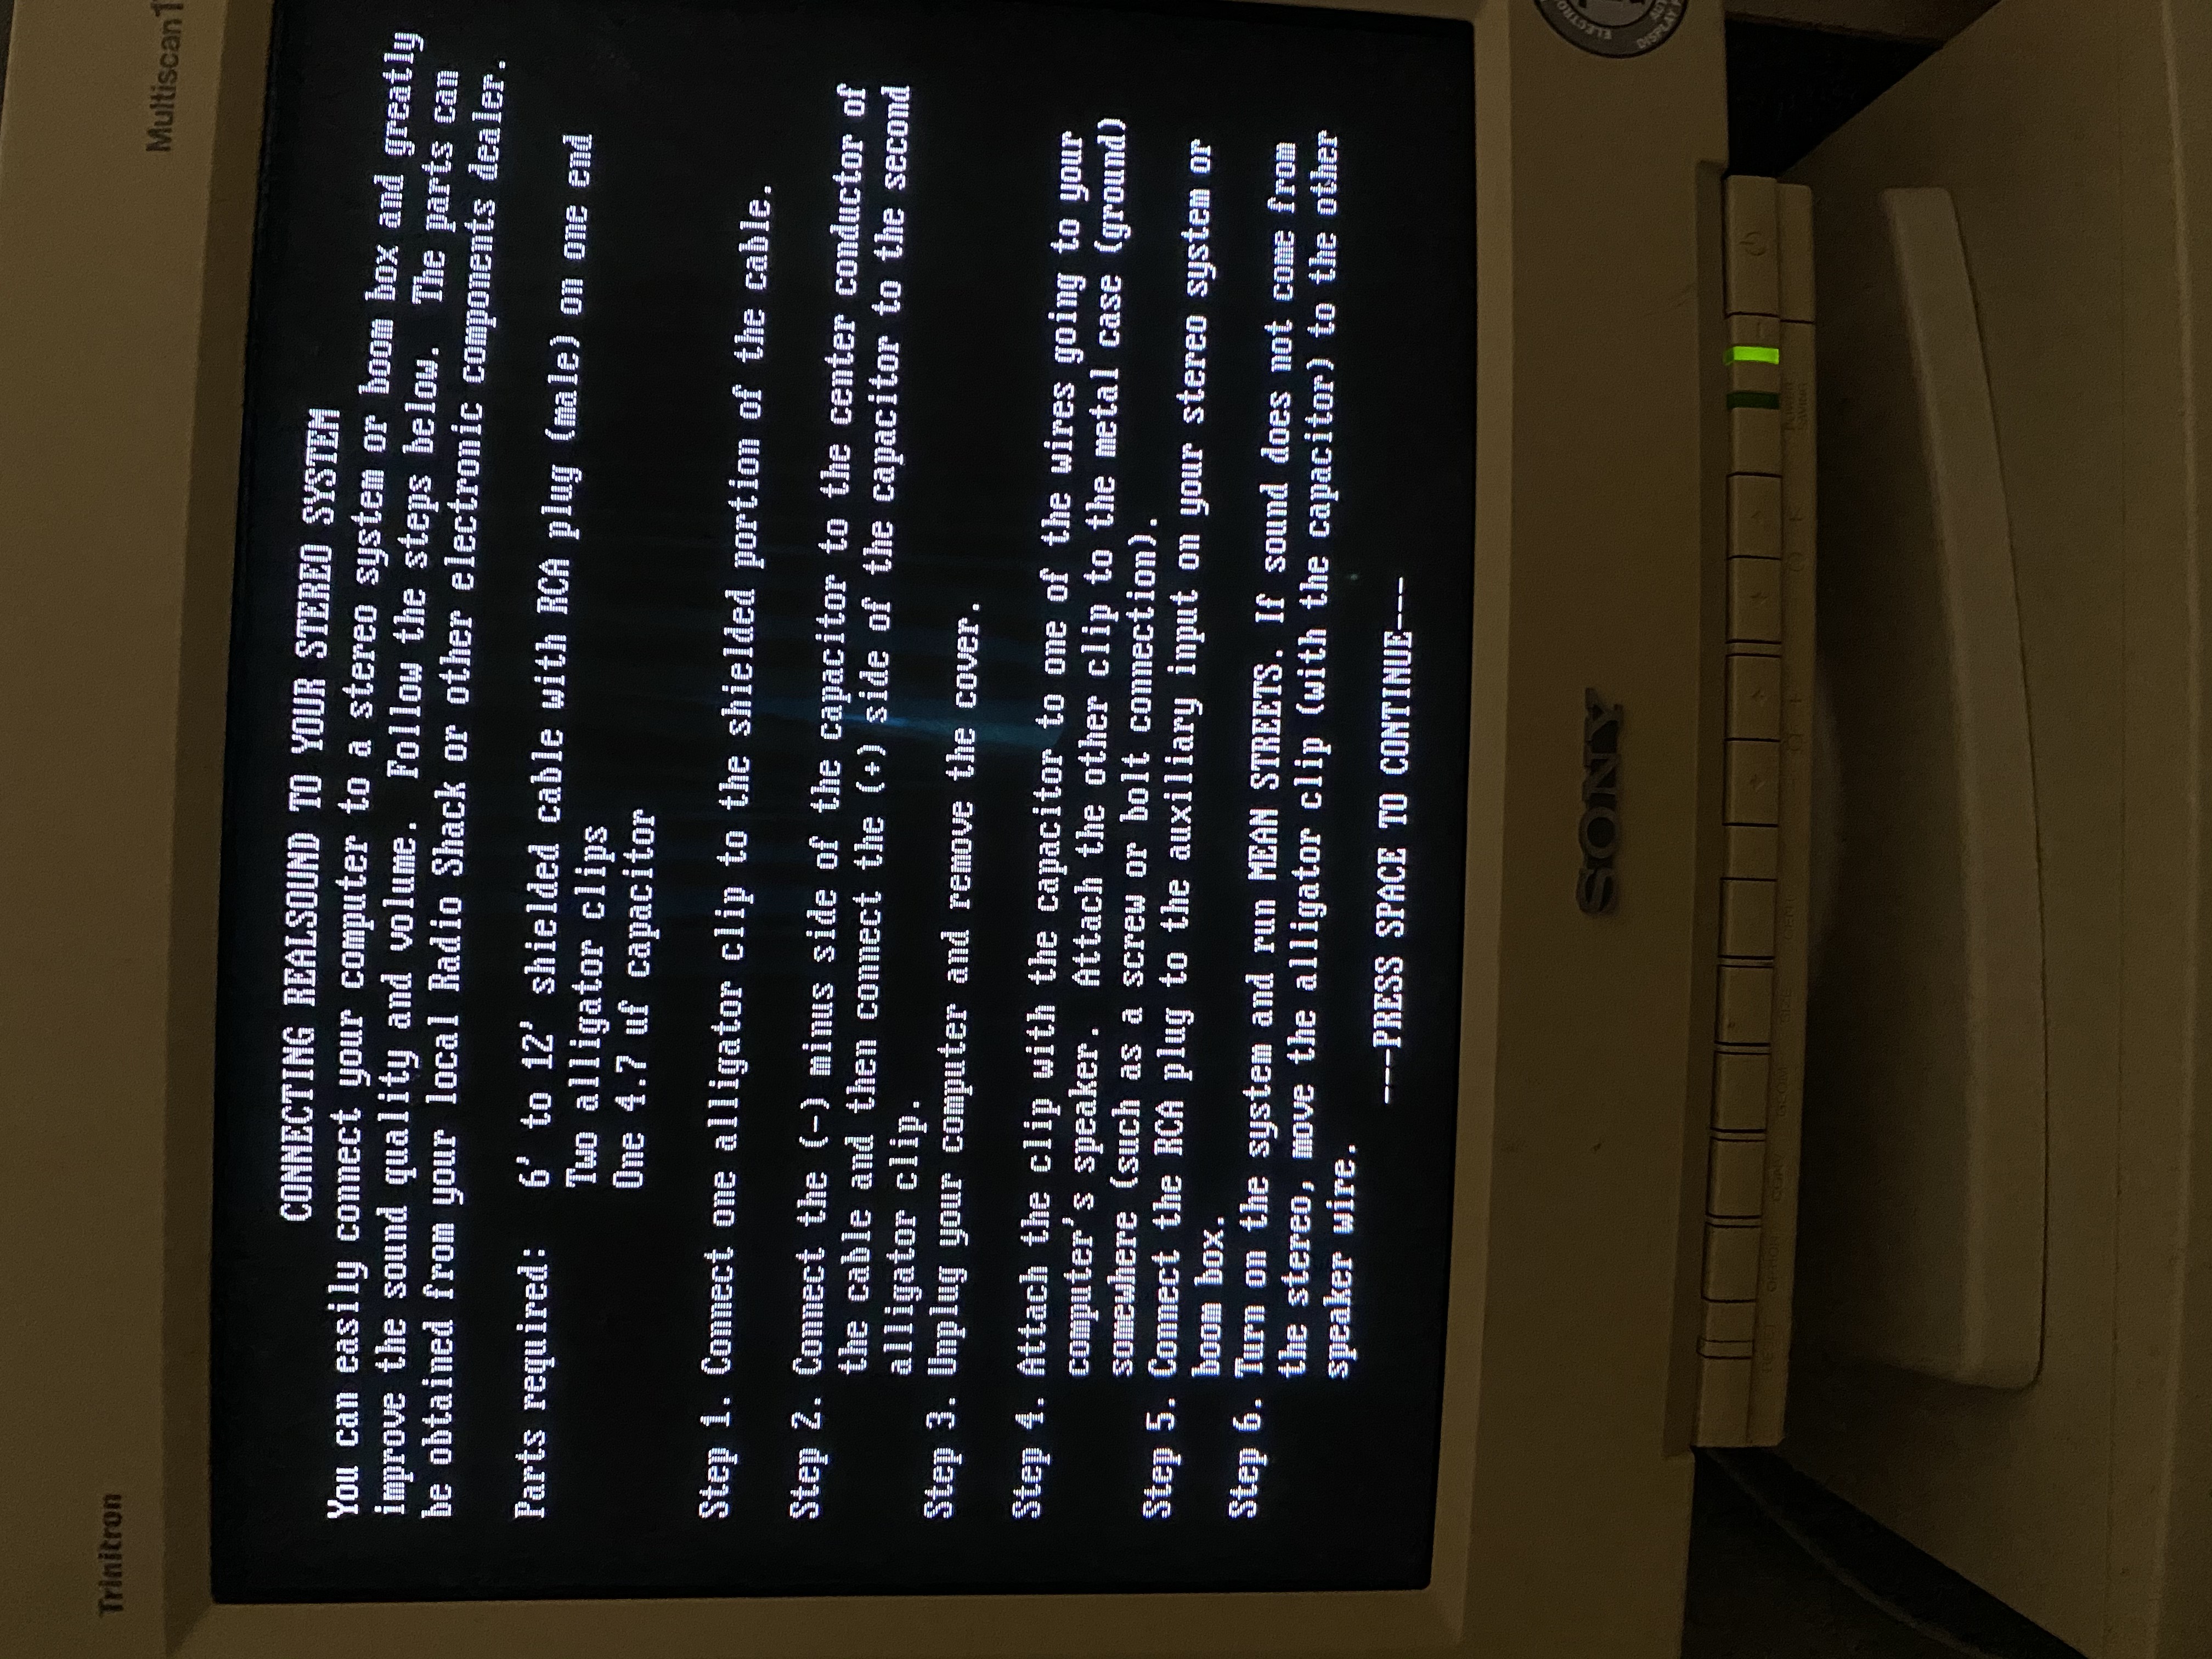 Trinitron
Multiscan1
CONNECTING REALSOUND TO YOUR STEREO SYSTEM
You can easily connect your computer to a stereo system or boom box and greatly
improve the sound quality and volume.  Follow the steps below.  The parts can
be obtained from your local Radio Shack or other electronic components dealer.
Parts required:   6' to 12' shielded cable with RCA plug (male) on one end
Two alligator clips
One 4.7 uf capacitor
Step 1. Connect one alligator clip to the shielded portion of the cable.
Step 2. Connect the (-) minus side of the capacitor to the center conductor of
the cable and then connect the (+) side of the capacitor to the second
alligator clip.
Step 3. Unplug your computer and remove the cover.
Step 4. Attach the clip with the capacitor to one of the wires going to your
computer's speaker.  Attach the other clip to the metal case (ground)
somewhere (such as a screw or bolt connection).
Step 5. Connect the RCA plug to the auxiliary input on your stereo system or
boom box.
Step 6. Turn on the system and run MEAN STREETS. If sound does not come from
the stereo, move the alligator clip (with the capacitor) to the other
speaker wire.
---PRESS SPACE TO CONTINUE---
SONY
RESET OPTION CONV GEOM SIZE CENT
SAVING